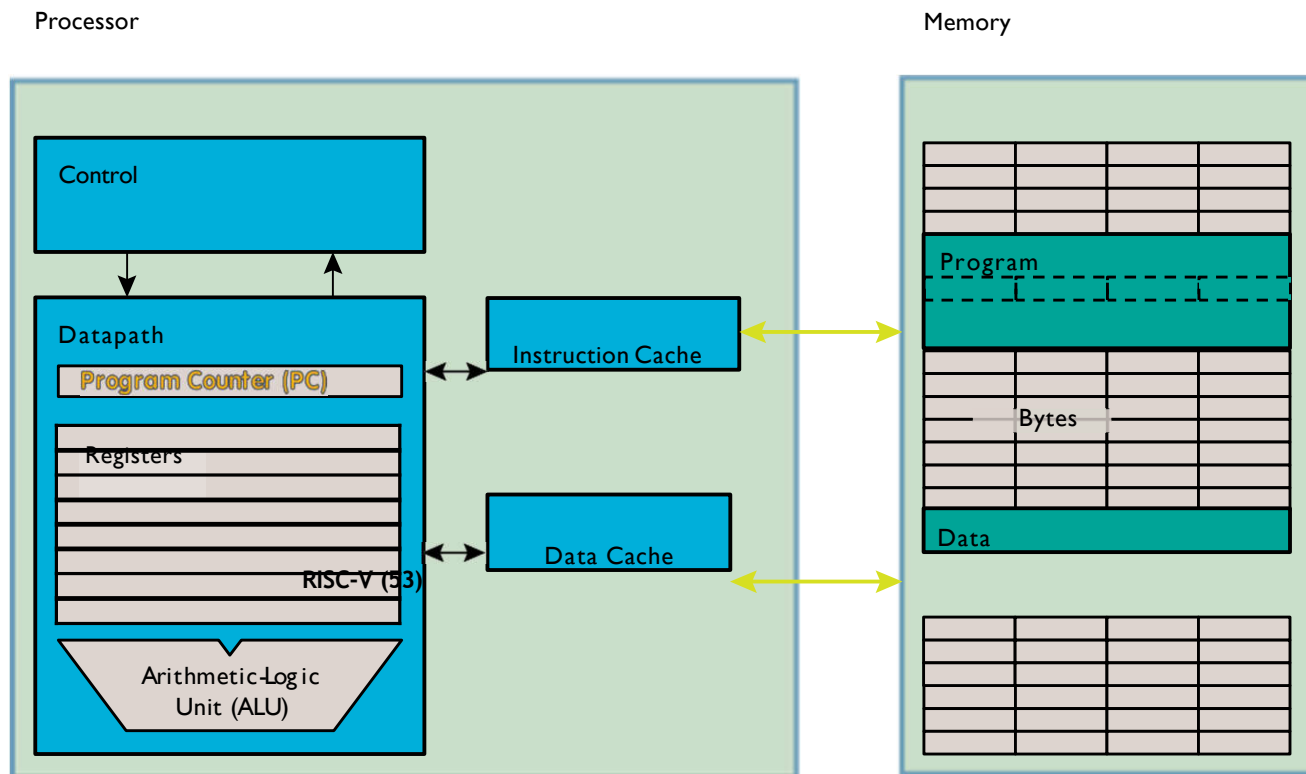 Processor
Memory
Control
Datapath
Program Counter (PC)
Registers
RISC-V (53)
Arithmetic-Logic
Unit (ALU)
Instruction Cache
Data Cache
Program
Bytes
Data